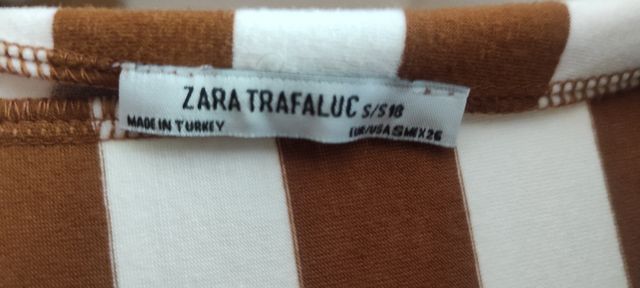 ZARA TRAFALUC S/S18
MADE IN TURKEY
EUR/USA S MEX 26